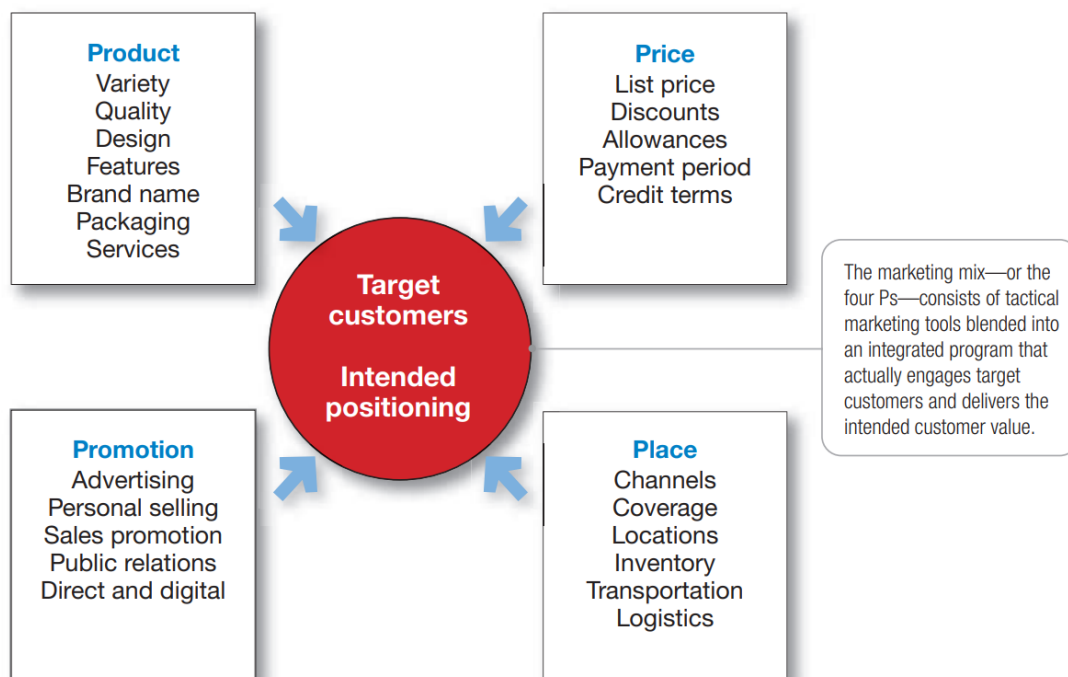 Product
Variety
Quality
Design
Features
Brand name
Packaging
Services
Price
List price
Discounts
Allowances
Payment period
Credit terms
Target
customers
Intended
positioning
The marketing mix—or the
four Ps—consists of tactical
marketing tools blended into
an integrated program that
actually engages target
customers and delivers the
intended customer value.
Promotion
Advertising
Personal selling
Sales promotion
Public relations
Direct and digital
Place
Channels
Coverage
Locations
Inventory
Transportation
Logistics